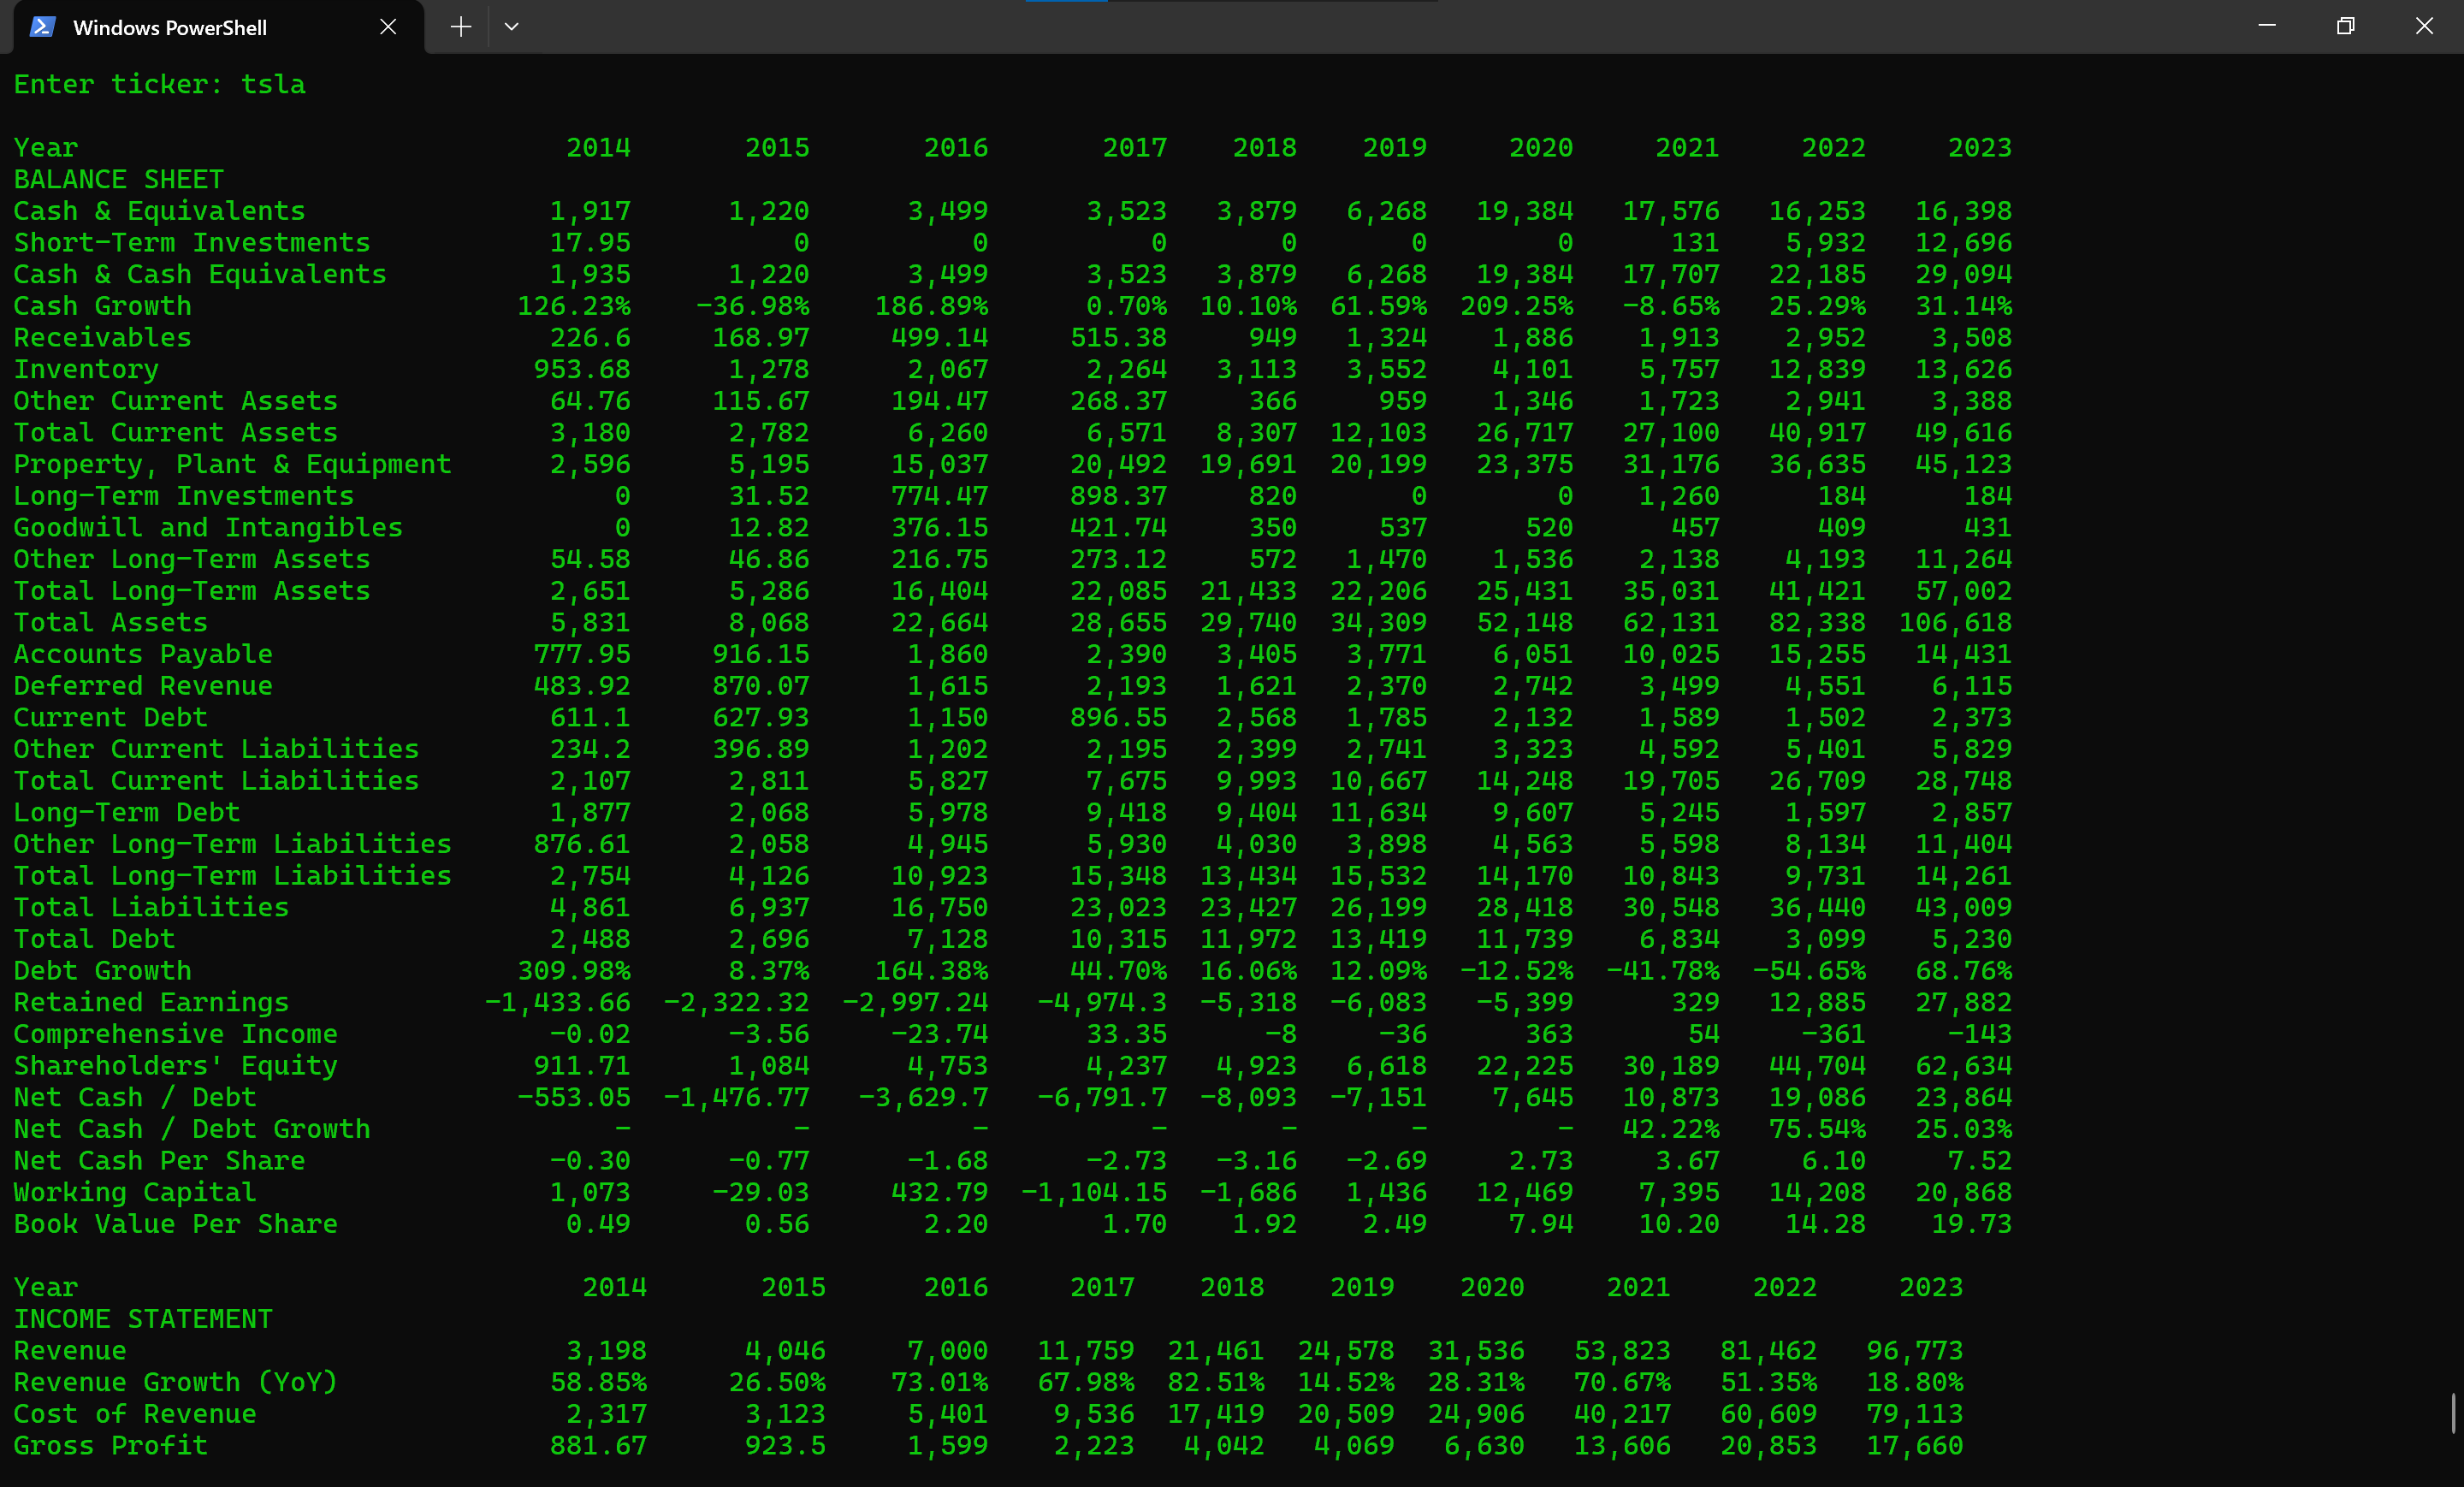 Windows PowerShell
Enter ticker: tsla
Year 2014 2015 2016 2017 2018 2019 2020 2021 2022 2023
BALANCE SHEET
Cash & Equivalents 1,917 1,220 3,499 3,523 3,879 6,268 19,384 17,576 16,253 16,398
Short-Term Investments 17.95 0 0 0 0 0 0 131 5,932 12,696
Cash & Cash Equivalents 1,935 1,220 3,499 3,523 3,879 6,268 19,384 17,707 22,185 29,094
Cash Growth 126.23% -36.98% 186.89% 0.70% 10.10% 61.59% 209.25% -8.65% 25.29% 31.14%
Receivables 226.6 168.97 499.14 515.38 949 1,324 1,886 1,913 2,952 3,508
Inventory 953.68 1,278 2,067 2,264 3,113 3,552 4,101 5,757 12,839 13,626
Other Current Assets 64.76 115.67 194.47 268.37 366 959 1,346 1,723 2,941 3,388
Total Current Assets 3,180 2,782 6,260 6,571 8,307 12,103 26,717 27,100 40,917 49,616
Property, Plant & Equipment 2,596 5,195 15,037 20,492 19,691 20,199 23,375 31,176 36,635 45,123
Long-Term Investments 0 31.52 774.47 898.37 820 0 0 1,260 184 184
Goodwill and Intangibles 0 12.82 376.15 421.74 350 537 520 457 409 431
Other Long-Term Assets 54.58 46.86 216.75 273.12 572 1,470 1,536 2,138 4,193 11,264
Total Long-Term Assets 2,651 5,286 16,404 22,085 21,433 22,206 25,431 35,031 41,421 57,002
Total Assets 5,831 8,068 22,664 28,655 29,740 34,309 52,148 62,131 82,338 106,618
Accounts Payable 777.95 916.15 1,860 2,390 3,405 3,771 6,051 10,025 15,255 14,431
Deferred Revenue 483.92 870.07 1,615 2,193 1,621 2,370 2,742 3,499 4,551 6,115
Current Debt 611.1 627.93 1,150 896.55 2,568 1,785 2,132 1,589 1,502 2,373
Other Current Liabilities 234.2 396.89 1,202 2,195 2,399 2,741 3,323 4,592 5,401 5,829
Total Current Liabilities 2,107 2,811 5,827 7,675 9,993 10,667 14,248 19,705 26,709 28,748
Long-Term Debt 1,877 2,068 5,978 9,418 9,404 11,634 9,607 5,245 1,597 2,857
Other Long-Term Liabilities 876.61 2,058 4,945 5,930 4,030 3,898 4,563 5,598 8,134 11,404
Total Long-Term Liabilities 2,754 4,126 10,923 15,348 13,434 15,532 14,170 10,843 9,731 14,261
Total Liabilities 4,861 6,937 16,750 23,023 23,427 26,199 28,418 30,548 36,440 43,009
Total Debt 2,488 2,696 7,128 10,315 11,972 13,419 11,739 6,834 3,099 5,230
Debt Growth 309.98% 8.37% 164.38% 44.70% 16.06% 12.09% -12.52% -41.78% -54.65% 68.76%
Retained Earnings -1,433.66 -2,322.32 -2,997.24 -4,974.3 -5,318 -6,083 -5,399 329 12,885 27,882
Comprehensive Income -0.02 -3.56 -23.74 33.35 -8 -36 363 54 -361 -143
Shareholders' Equity 911.71 1,084 4,753 4,237 4,923 6,618 22,225 30,189 44,704 62,634
Net Cash / Debt -553.05 -1,476.77 -3,629.7 -6,791.7 -8,093 -7,151 7,645 10,873 19,086 23,864
Net Cash / Debt Growth - - - - - - - 42.22% 75.54% 25.03%
Net Cash Per Share -0.30 -0.77 -1.68 -2.73 -3.16 -2.69 2.73 3.67 6.10 7.52
Working Capital 1,073 -29.03 432.79 -1,104.15 -1,686 1,436 12,469 7,395 14,208 20,868
Book Value Per Share 0.49 0.56 2.20 1.70 1.92 2.49 7.94 10.20 14.28 19.73
Year 2014 2015 2016 2017 2018 2019 2020 2021 2022 2023
INCOME STATEMENT
Revenue 3,198 4,046 7,000 11,759 21,461 24,578 31,536 53,823 81,462 96,773
Revenue Growth (YoY) 58.85% 26.50% 73.01% 67.98% 82.51% 14.52% 28.31% 70.67% 51.35% 18.80%
Cost of Revenue 2,317 3,123 5,401 9,536 17,419 20,509 24,906 40,217 60,609 79,113
Gross Profit 881.67 923.5 1,599 2,223 4,042 4,069 6,630 13,606 20,853 17,660